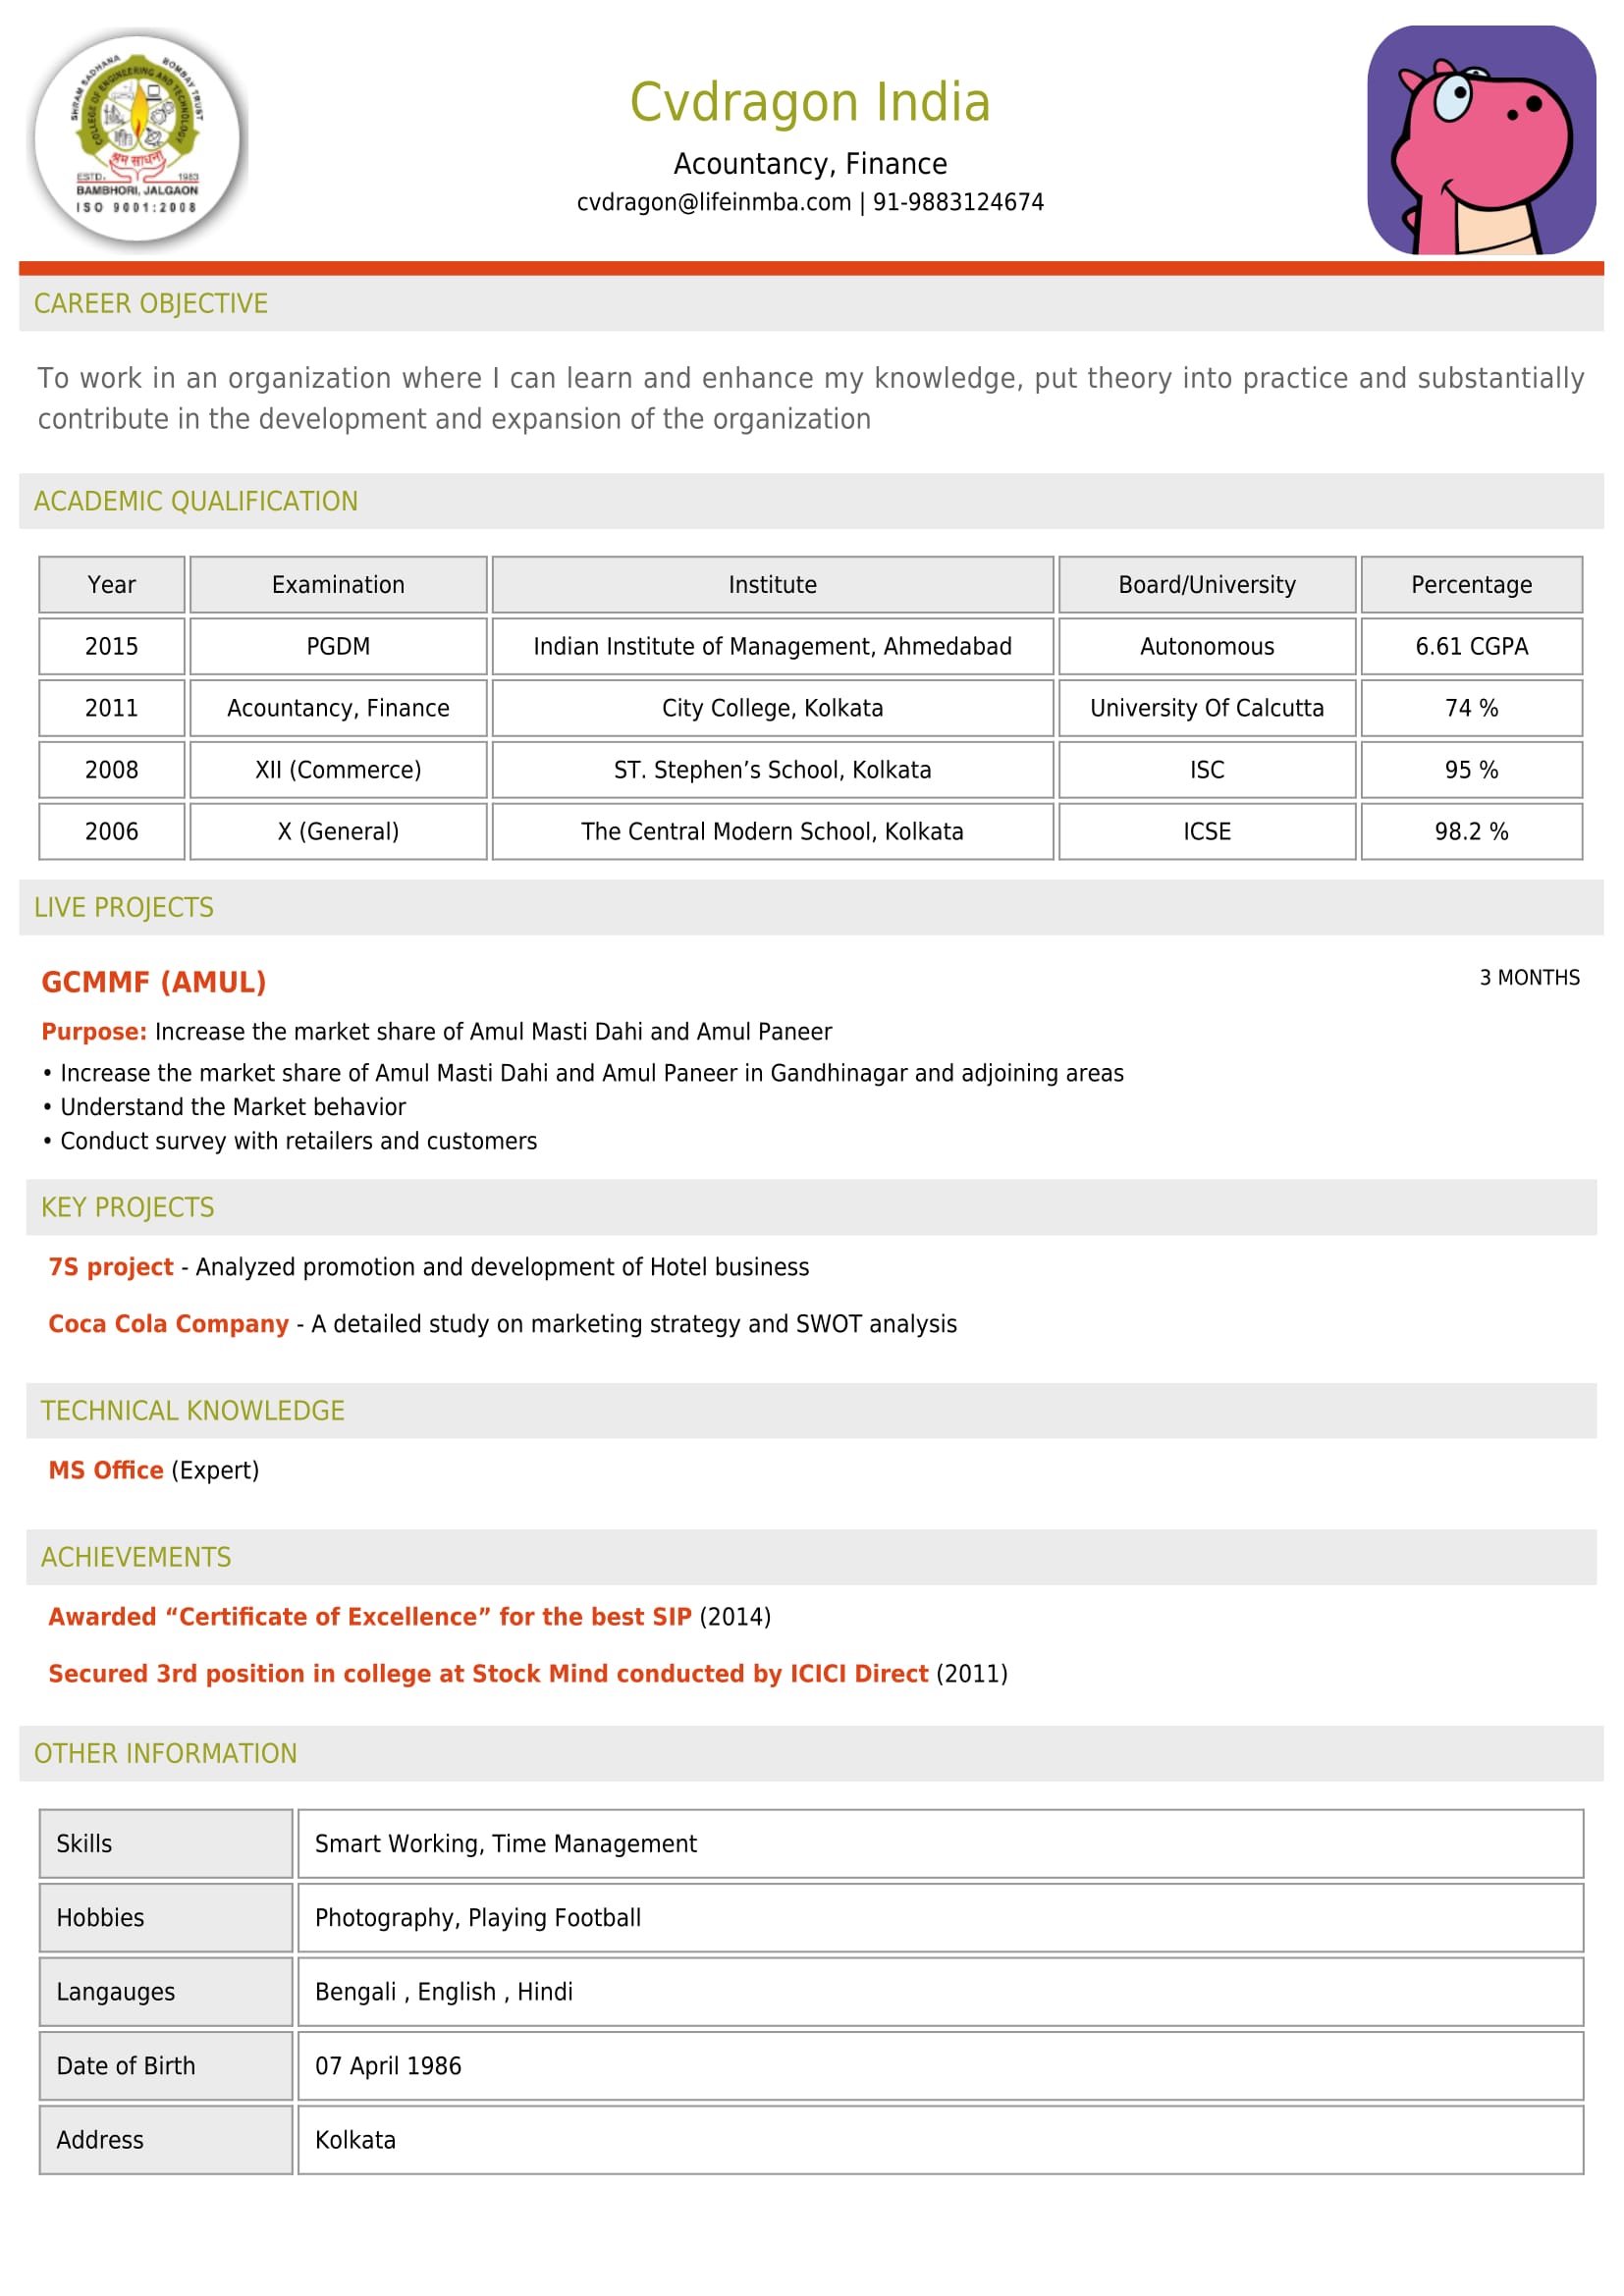 SHRAM SADHANA BOMBAY TRUST
COLLEGE OF ENGINEERING AND TECHNOLOGY
श्रम साधना
ESTD. 1983
BAMBHORI, JALGAON
ISO 9001:2008
Cvdragon India
Acountancy, Finance
cvdragon@lifeinmba.com | 91-9883124674
CAREER OBJECTIVE
To work in an organization where I can learn and enhance my knowledge, put theory into practice and substantially
contribute in the development and expansion of the organization
ACADEMIC QUALIFICATION
Year Examination Institute Board/University Percentage
2015 PGDM Indian Institute of Management, Ahmedabad Autonomous 6.61 CGPA
2011 Acountancy, Finance City College, Kolkata University Of Calcutta 74 %
2008 XII (Commerce) ST. Stephen’s School, Kolkata ISC 95 %
2006 X (General) The Central Modern School, Kolkata ICSE 98.2 %
LIVE PROJECTS
GCMMF (AMUL) 3 MONTHS
Purpose: Increase the market share of Amul Masti Dahi and Amul Paneer
• Increase the market share of Amul Masti Dahi and Amul Paneer in Gandhinagar and adjoining areas
• Understand the Market behavior
• Conduct survey with retailers and customers
KEY PROJECTS
7S project - Analyzed promotion and development of Hotel business
Coca Cola Company - A detailed study on marketing strategy and SWOT analysis
TECHNICAL KNOWLEDGE
MS Office (Expert)
ACHIEVEMENTS
Awarded “Certificate of Excellence” for the best SIP (2014)
Secured 3rd position in college at Stock Mind conducted by ICICI Direct (2011)
OTHER INFORMATION
Skills Smart Working, Time Management
Hobbies Photography, Playing Football
Langauges Bengali , English , Hindi
Date of Birth 07 April 1986
Address Kolkata